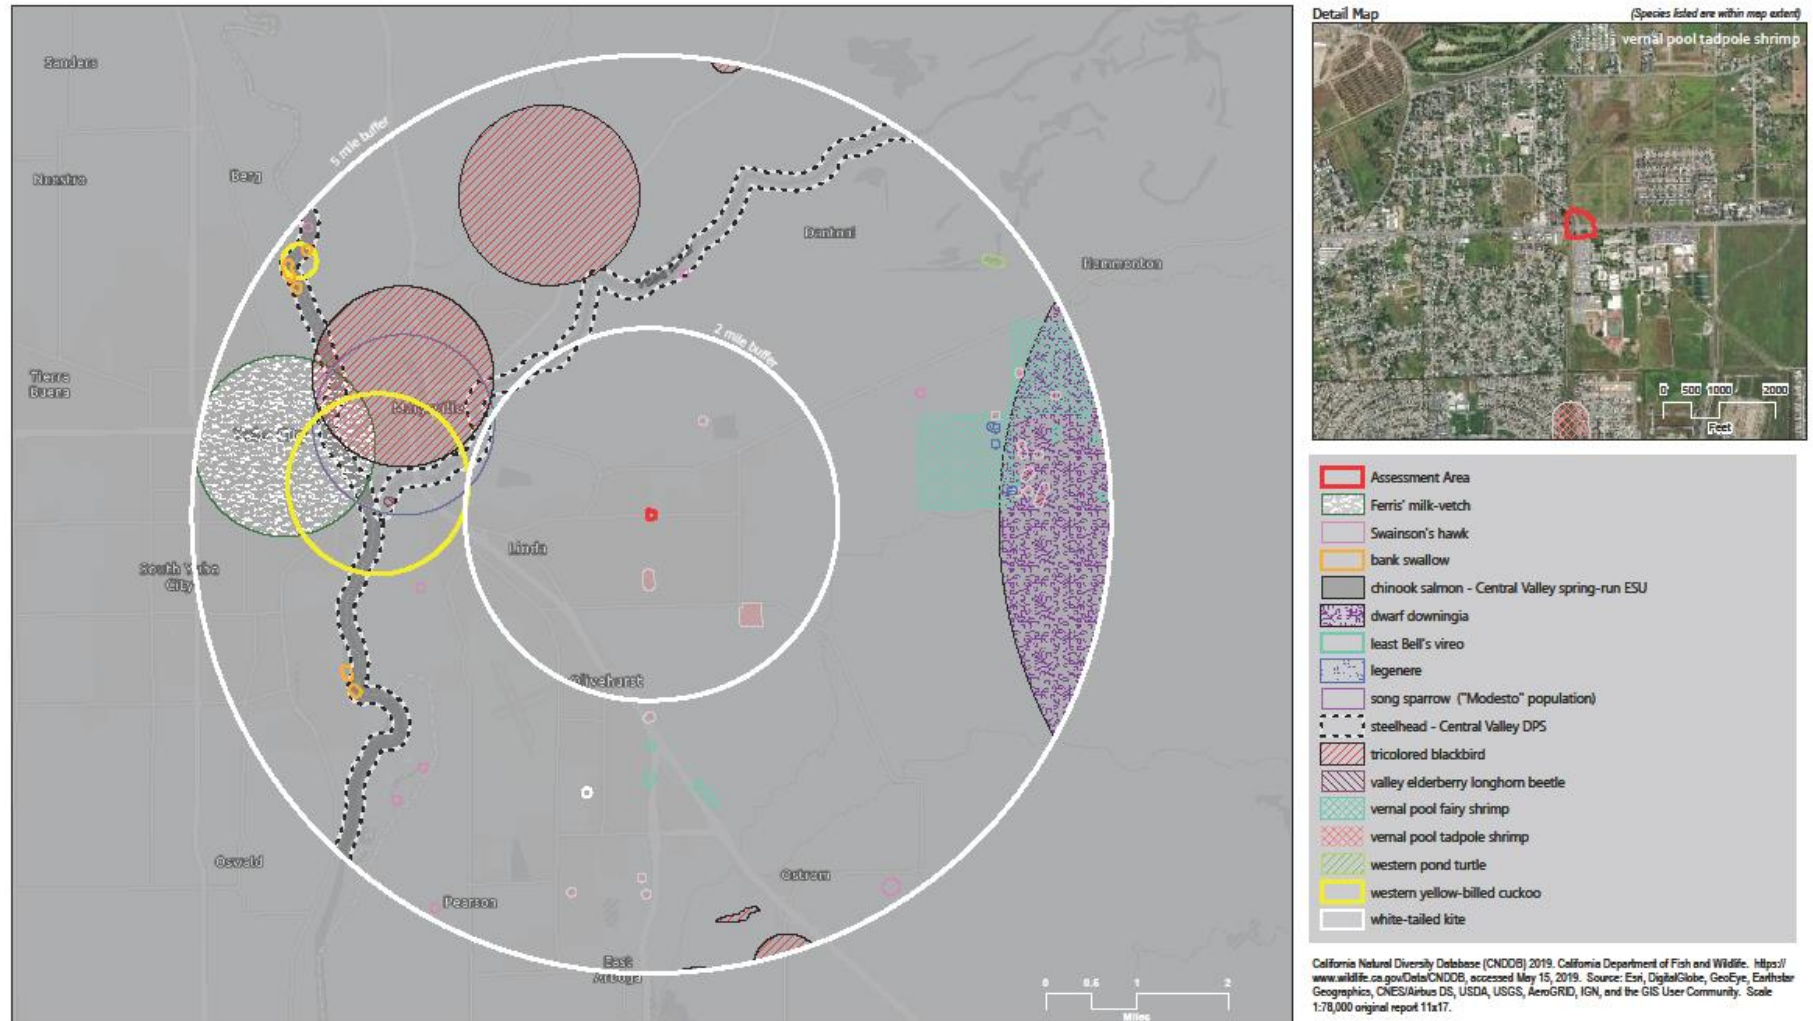 Sanders
5 mile buffer
Nuestro
Berg
Dantoni
Hammonton
2 mile buffer
Tierra
Buena
Marysville
Linda
South Yuba
City
Olivehurst
Oswald
Pearson
Ostrom
East
Arboga
0 0.5 1 2
Miles
Detail Map
(Species listed are within map extent)
vernal pool tadpole shrimp
0 500 1000 2000
Feet
Assessment Area
Ferris' milk-vetch
Swainson's hawk
bank swallow
chinook salmon - Central Valley spring-run ESU
dwarf downingia
least Bell's vireo
legenere
song sparrow ("Modesto" population)
steelhead - Central Valley DPS
tricolored blackbird
valley elderberry longhorn beetle
vernal pool fairy shrimp
vernal pool tadpole shrimp
western pond turtle
western yellow-billed cuckoo
white-tailed kite
California Natural Diversity Database (CNDDB) 2019. California Department of Fish and Wildlife. https://
www.wildlife.ca.gov/Data/CNDDB, accessed May 15, 2019. Source: Esri, DigitalGlobe, GeoEye, Earthstar
Geographics, CNES/Airbus DS, USDA, USGS, AeroGRID, IGN, and the GIS User Community. Scale
1:78,000 original report 11x17.